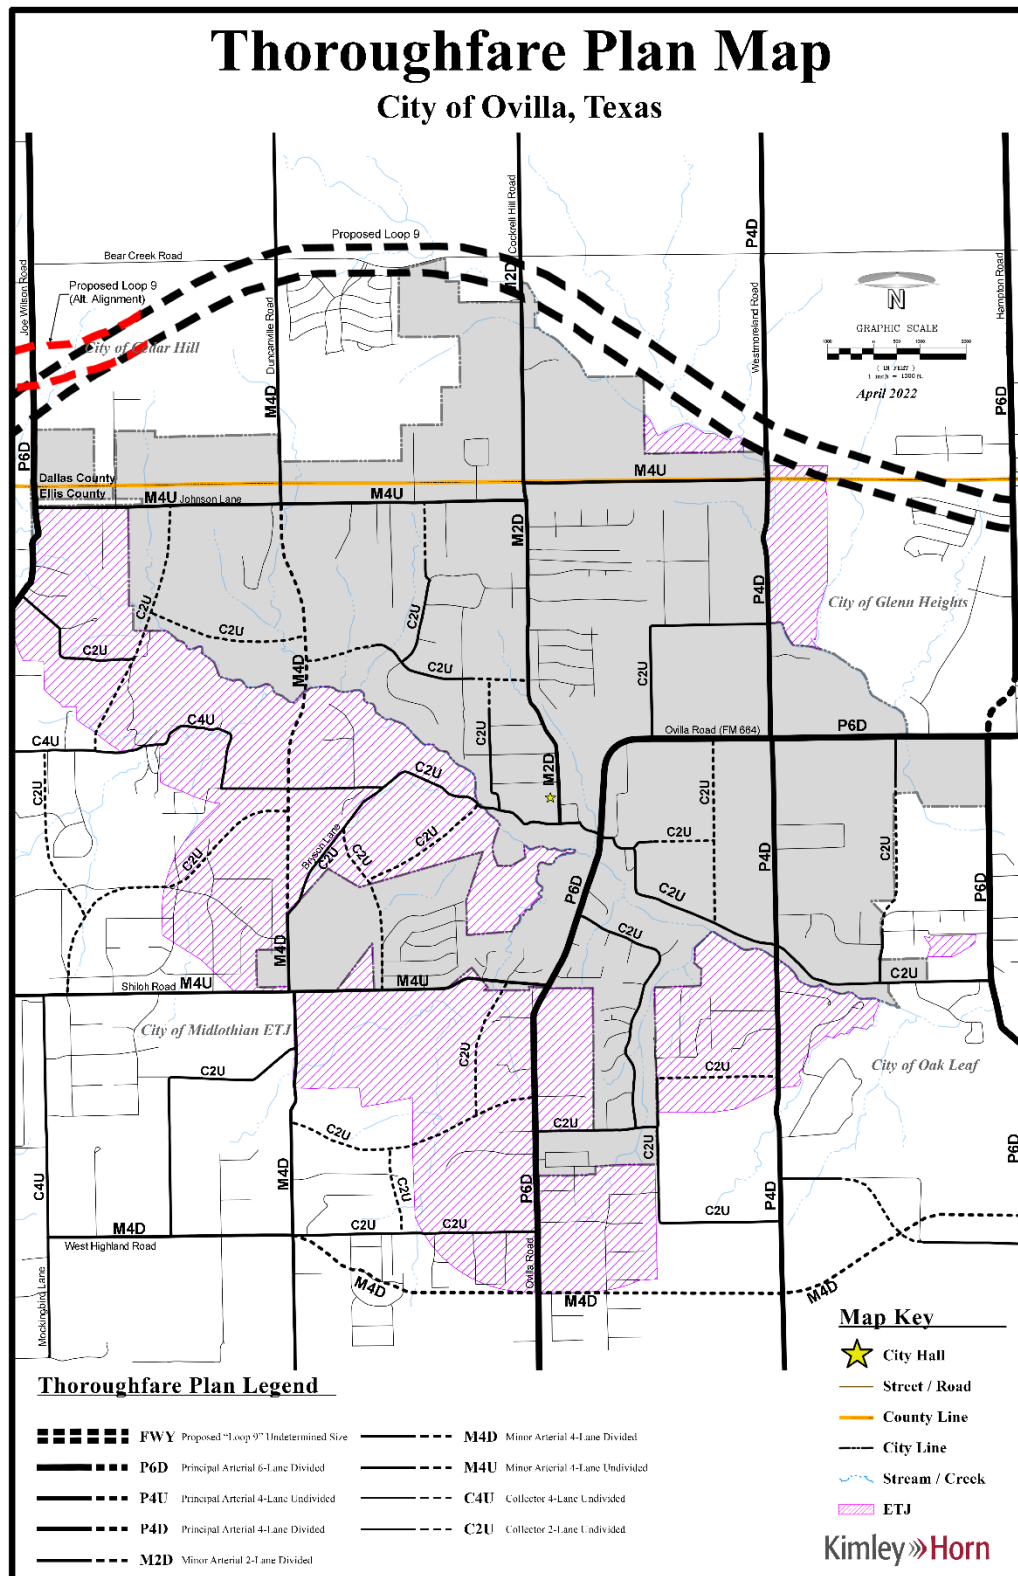 Thoroughfare Plan Map
City of Ovilla, Texas
Proposed Loop 9
Bear Creek Road
Proposed Loop 9
(Alt. Alignment)
Joe Wilson Road
City of Cedar Hill
Duncanville Road
M4D
Cockrell Hill Road
M2D
P4D
Westmoreland Road
Hampton Road
P6D
N
GRAPHIC SCALE
( IN FEET )
1 inch = 1000 ft.
April 2022
P6D
Dallas County
Ellis County
M4U
Johnson Lane
M4U
M4U
M2D
P4D
City of Glenn Heights
C2U
C2U
C2U
C2U
C2U
M4D
C2U
C2U
C4U
C4U
C2U
Ovilla Road (FM 664)
P6D
C2U
M2D
C2U
C2U
C2U
C2U
Bryson Lane
C2U
C2U
C2U
P4D
C2U
P6D
C2U
P6D
C2U
M4D
C2U
Shiloh Road
M4U
M4U
City of Midlothian ETJ
City of Oak Leaf
C2U
C2U
C2U
C2U
C2U
C2U
P6D
C4U
M4D
C2U
P6D
P4D
M4D
West Highland Road
C2U
C2U
C2U
Mockingbird Lane
Ovilla Road
M4D
M4D
M4D
Map Key
City Hall
Street / Road
County Line
City Line
Stream / Creek
ETJ
Thoroughfare Plan Legend
FWY Proposed "Loop 9" Undetermined Size
P6D Principal Arterial 6-Lane Divided
P4U Principal Arterial 4-Lane Undivided
P4D Principal Arterial 4-Lane Divided
M2D Minor Arterial 2-Lane Divided
M4D Minor Arterial 4-Lane Divided
M4U Minor Arterial 4-Lane Undivided
C4U Collector 4-Lane Undivided
C2U Collector 2-Lane Undivided
Kimley»Horn